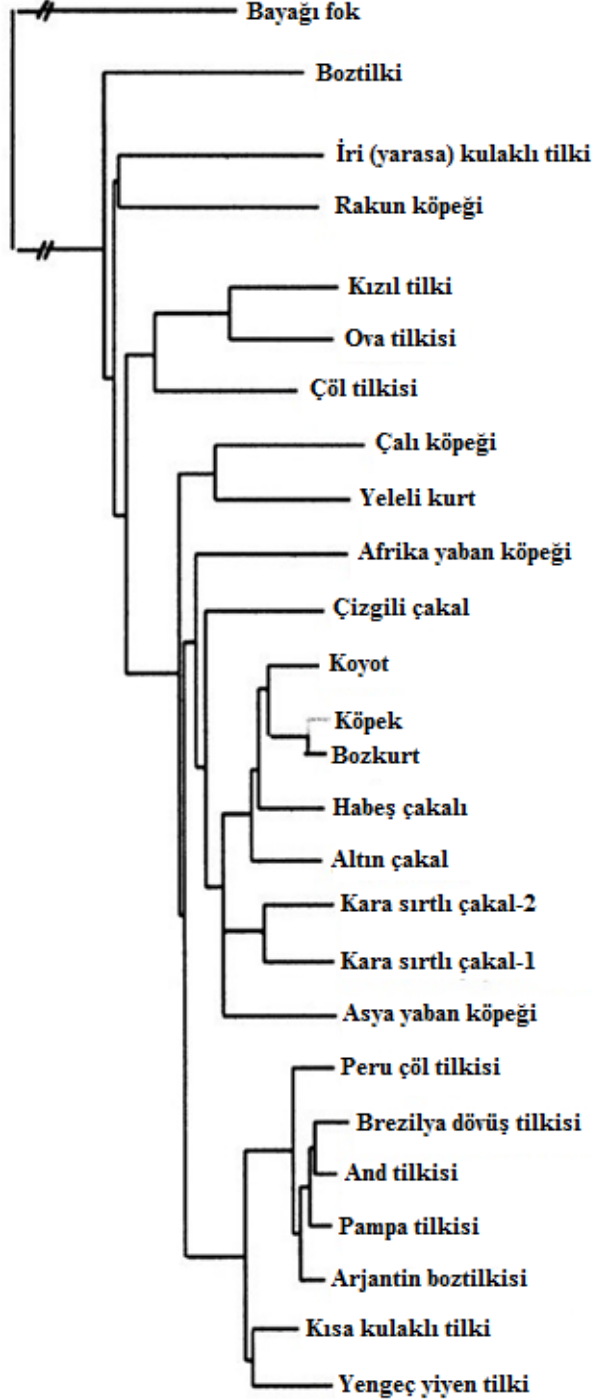 Bayağı fok
Boztilki
İri (yarasa) kulaklı tilki
Rakun köpeği
Kızıl tilki
Ova tilkisi
Çöl tilkisi
Çalı köpeği
Yeleli kurt
Afrika yaban köpeği
Çizgili çakal
Koyot
Köpek
Bozkurt
Habeş çakalı
Altın çakal
Kara sırtlı çakal-2
Kara sırtlı çakal-1
Asya yaban köpeği
Peru çöl tilkisi
Brezilya dövüş tilkisi
And tilkisi
Pampa tilkisi
Arjantin boztilkisi
Kısa kulaklı tilki
Yengeç yiyen tilki